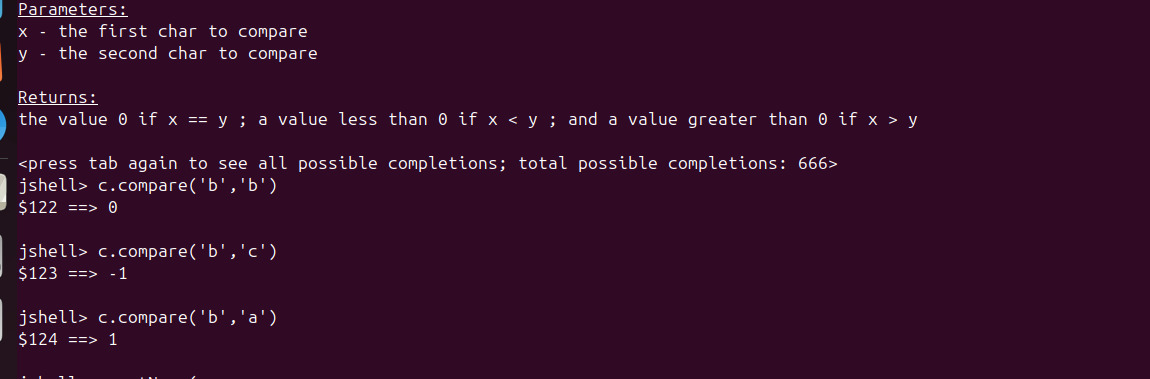 Parameters:
x - the first char to compare
y - the second char to compare
Returns:
the value 0 if x == y ; a value less than 0 if x < y ; and a value greater than 0 if x > y
<press tab again to see all possible completions; total possible completions: 666>
jshell> c.compare('b','b')
$122 ==> 0
jshell> c.compare('b','c')
$123 ==> -1
jshell> c.compare('b','a')
$124 ==> 1